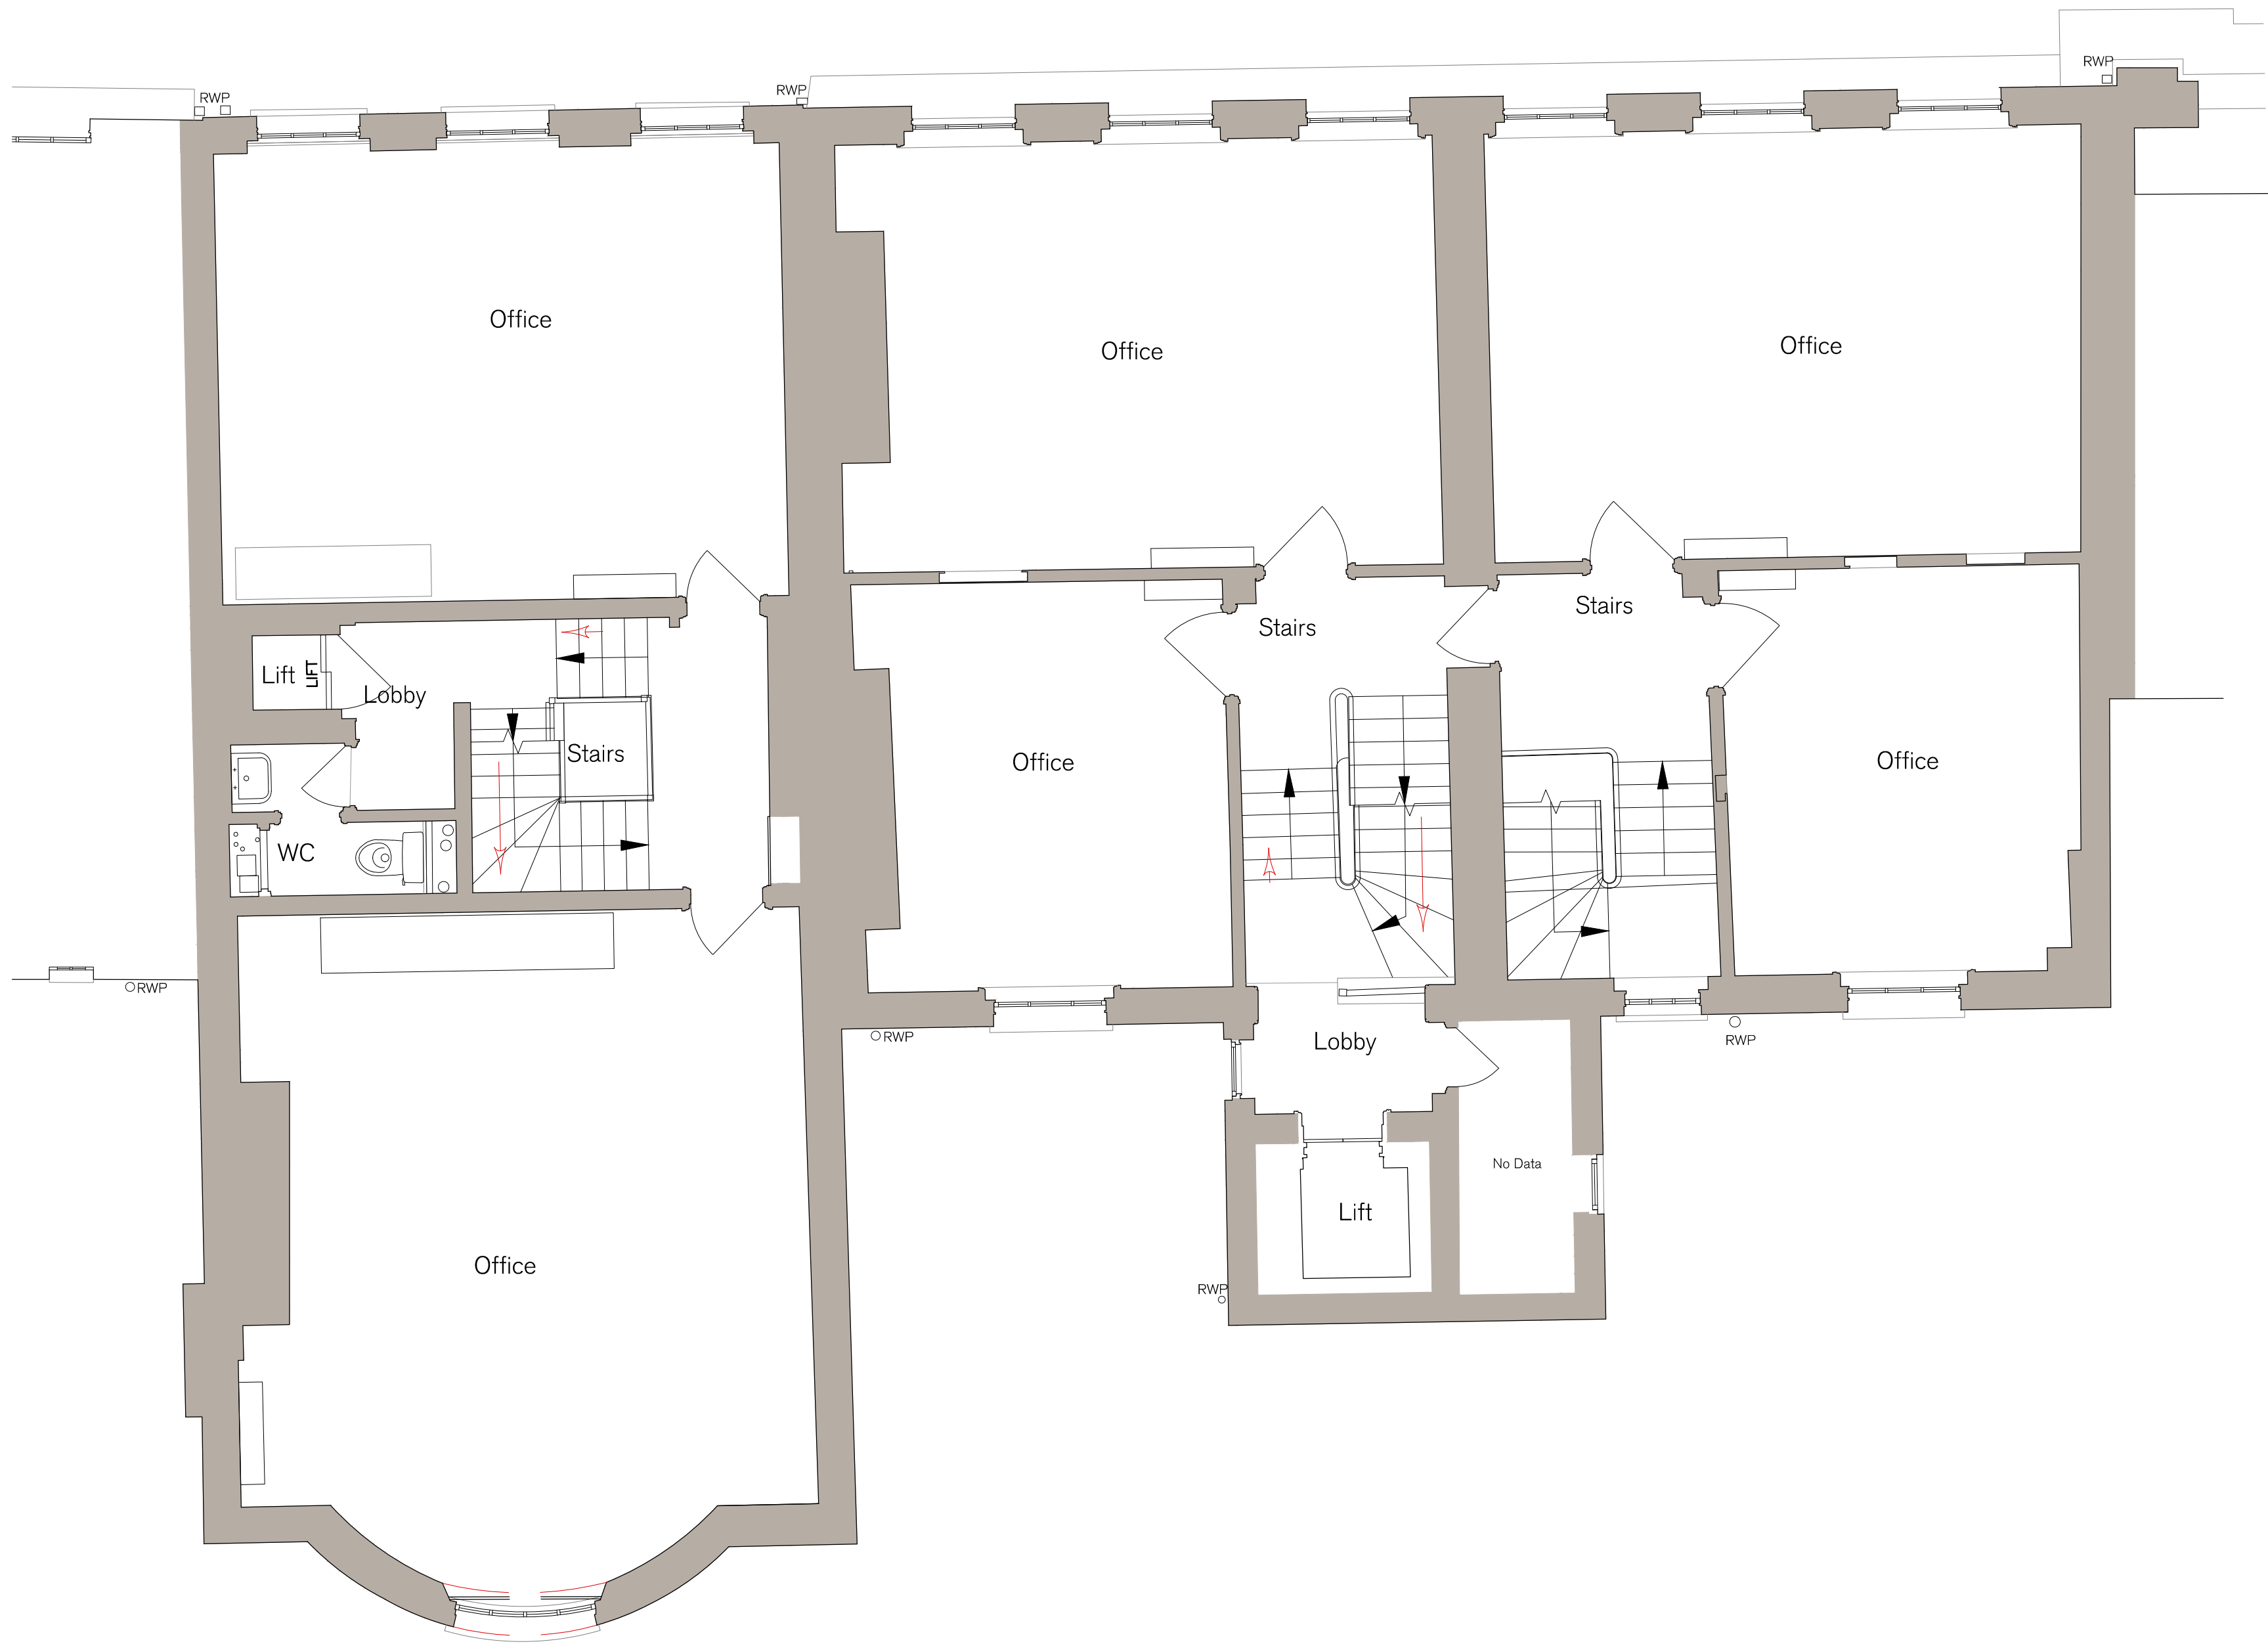 RWP
RWP
RWP
Office
Office
Office
Stairs
Stairs
Lift
LIFT
Lobby
Stairs
Office
Office
WC
RWP
RWP
Lobby
RWP
No Data
Lift
Office
RWP